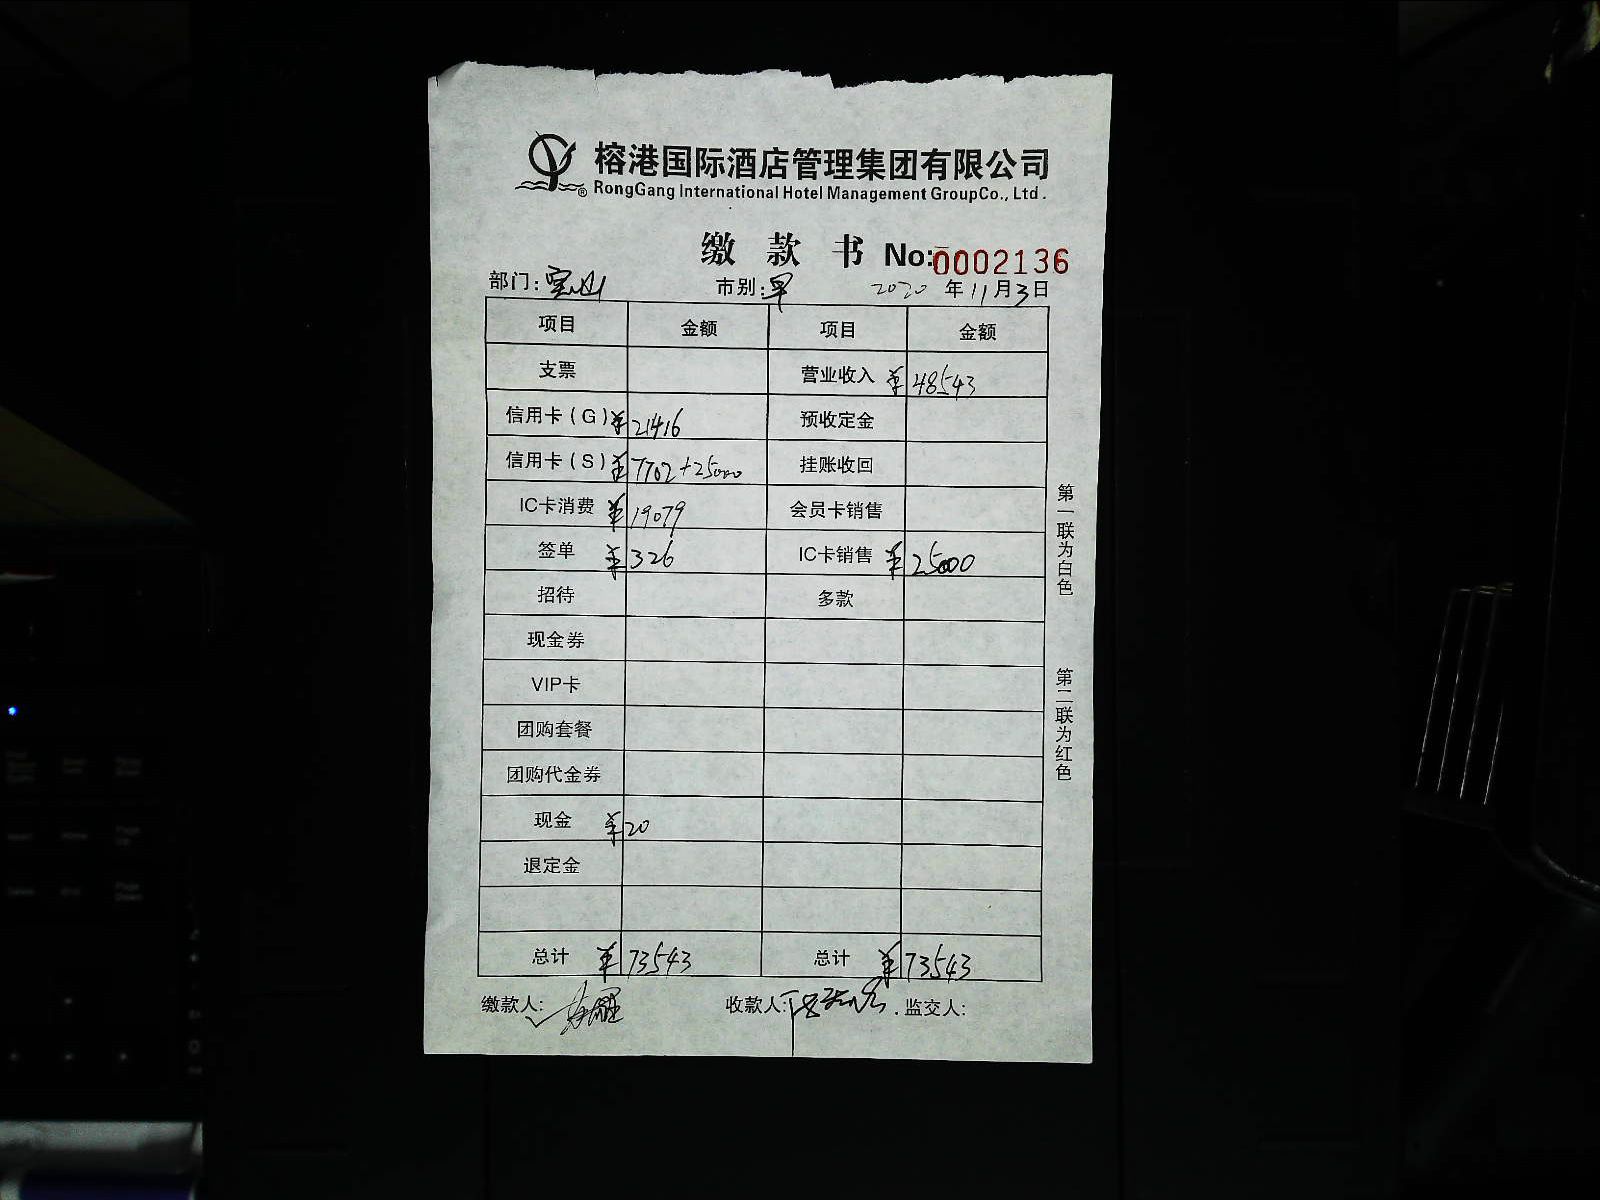 榕港国际酒店管理集团有限公司
® RongGang International Hotel Management GroupCo., Ltd.
缴 款 书 No:0002136
部门: 宝山 市别: 早 2020 年 11 月 3 日
项目 金额 项目 金额
支票 营业收入 ¥48543
信用卡(G) ¥21416 预收定金
信用卡(S) ¥7702+25000 挂账收回
IC卡消费 ¥19079 会员卡销售
签单 ¥326 IC卡销售 ¥25000
招待 多款
现金券
VIP卡
团购套餐
团购代金券
现金 ¥20
退定金
总计 ¥73543 总计 ¥73543
缴款人: 收款人: 监交人:
第一联为白色
第二联为红色